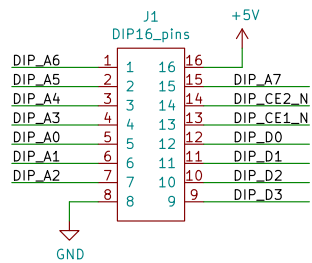 J1
DIP16_pins
+5V
DIP_A6 1 1 16 16
DIP_A5 2 2 15 15 DIP_A7
DIP_A4 3 3 14 14 DIP_CE2_N
DIP_A3 4 4 13 13 DIP_CE1_N
DIP_A0 5 5 12 12 DIP_D0
DIP_A1 6 6 11 11 DIP_D1
DIP_A2 7 7 10 10 DIP_D2
8 8 9 9 DIP_D3
GND